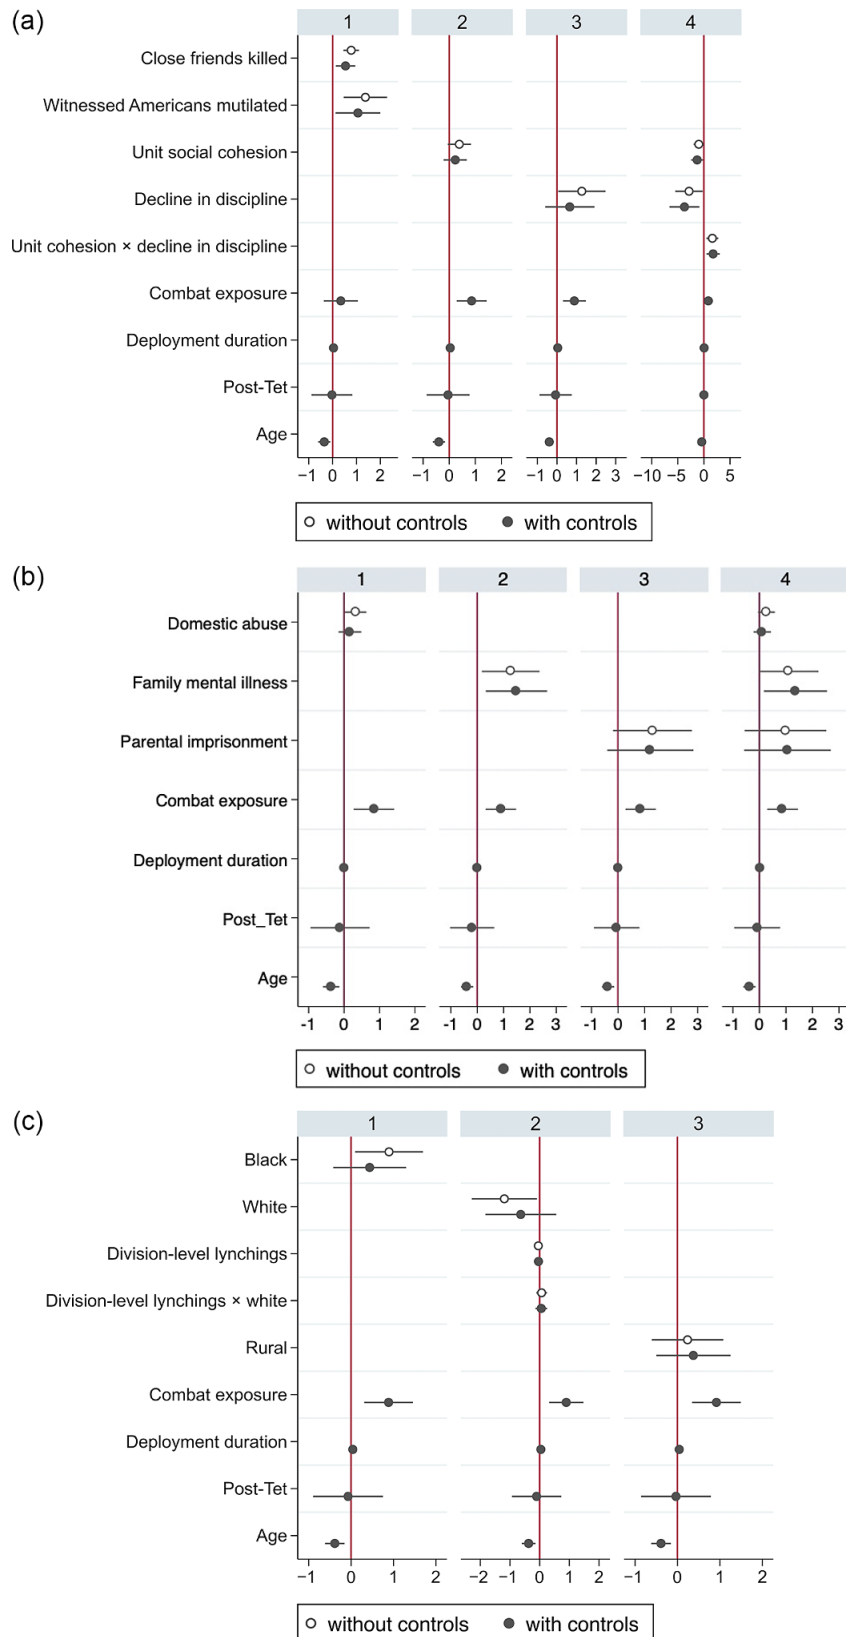 (a)
1 2 3 4
Close friends killed
Witnessed Americans mutilated
Unit social cohesion
Decline in discipline
Unit cohesion × decline in discipline
Combat exposure
Deployment duration
Post-Tet
Age
−1 0 1 2 −1 0 1 2 −1 0 1 2 3 −10 −5 0 5
without controls with controls
(b)
1 2 3 4
Domestic abuse
Family mental illness
Parental imprisonment
Combat exposure
Deployment duration
Post_Tet
Age
-1 0 1 2 -1 0 1 2 3 -1 0 1 2 3 -1 0 1 2 3
without controls with controls
(c)
1 2 3
Black
White
Division-level lynchings
Division-level lynchings × white
Rural
Combat exposure
Deployment duration
Post-Tet
Age
−1 0 1 2 −2 −1 0 1 2 −1 0 1 2
without controls with controls